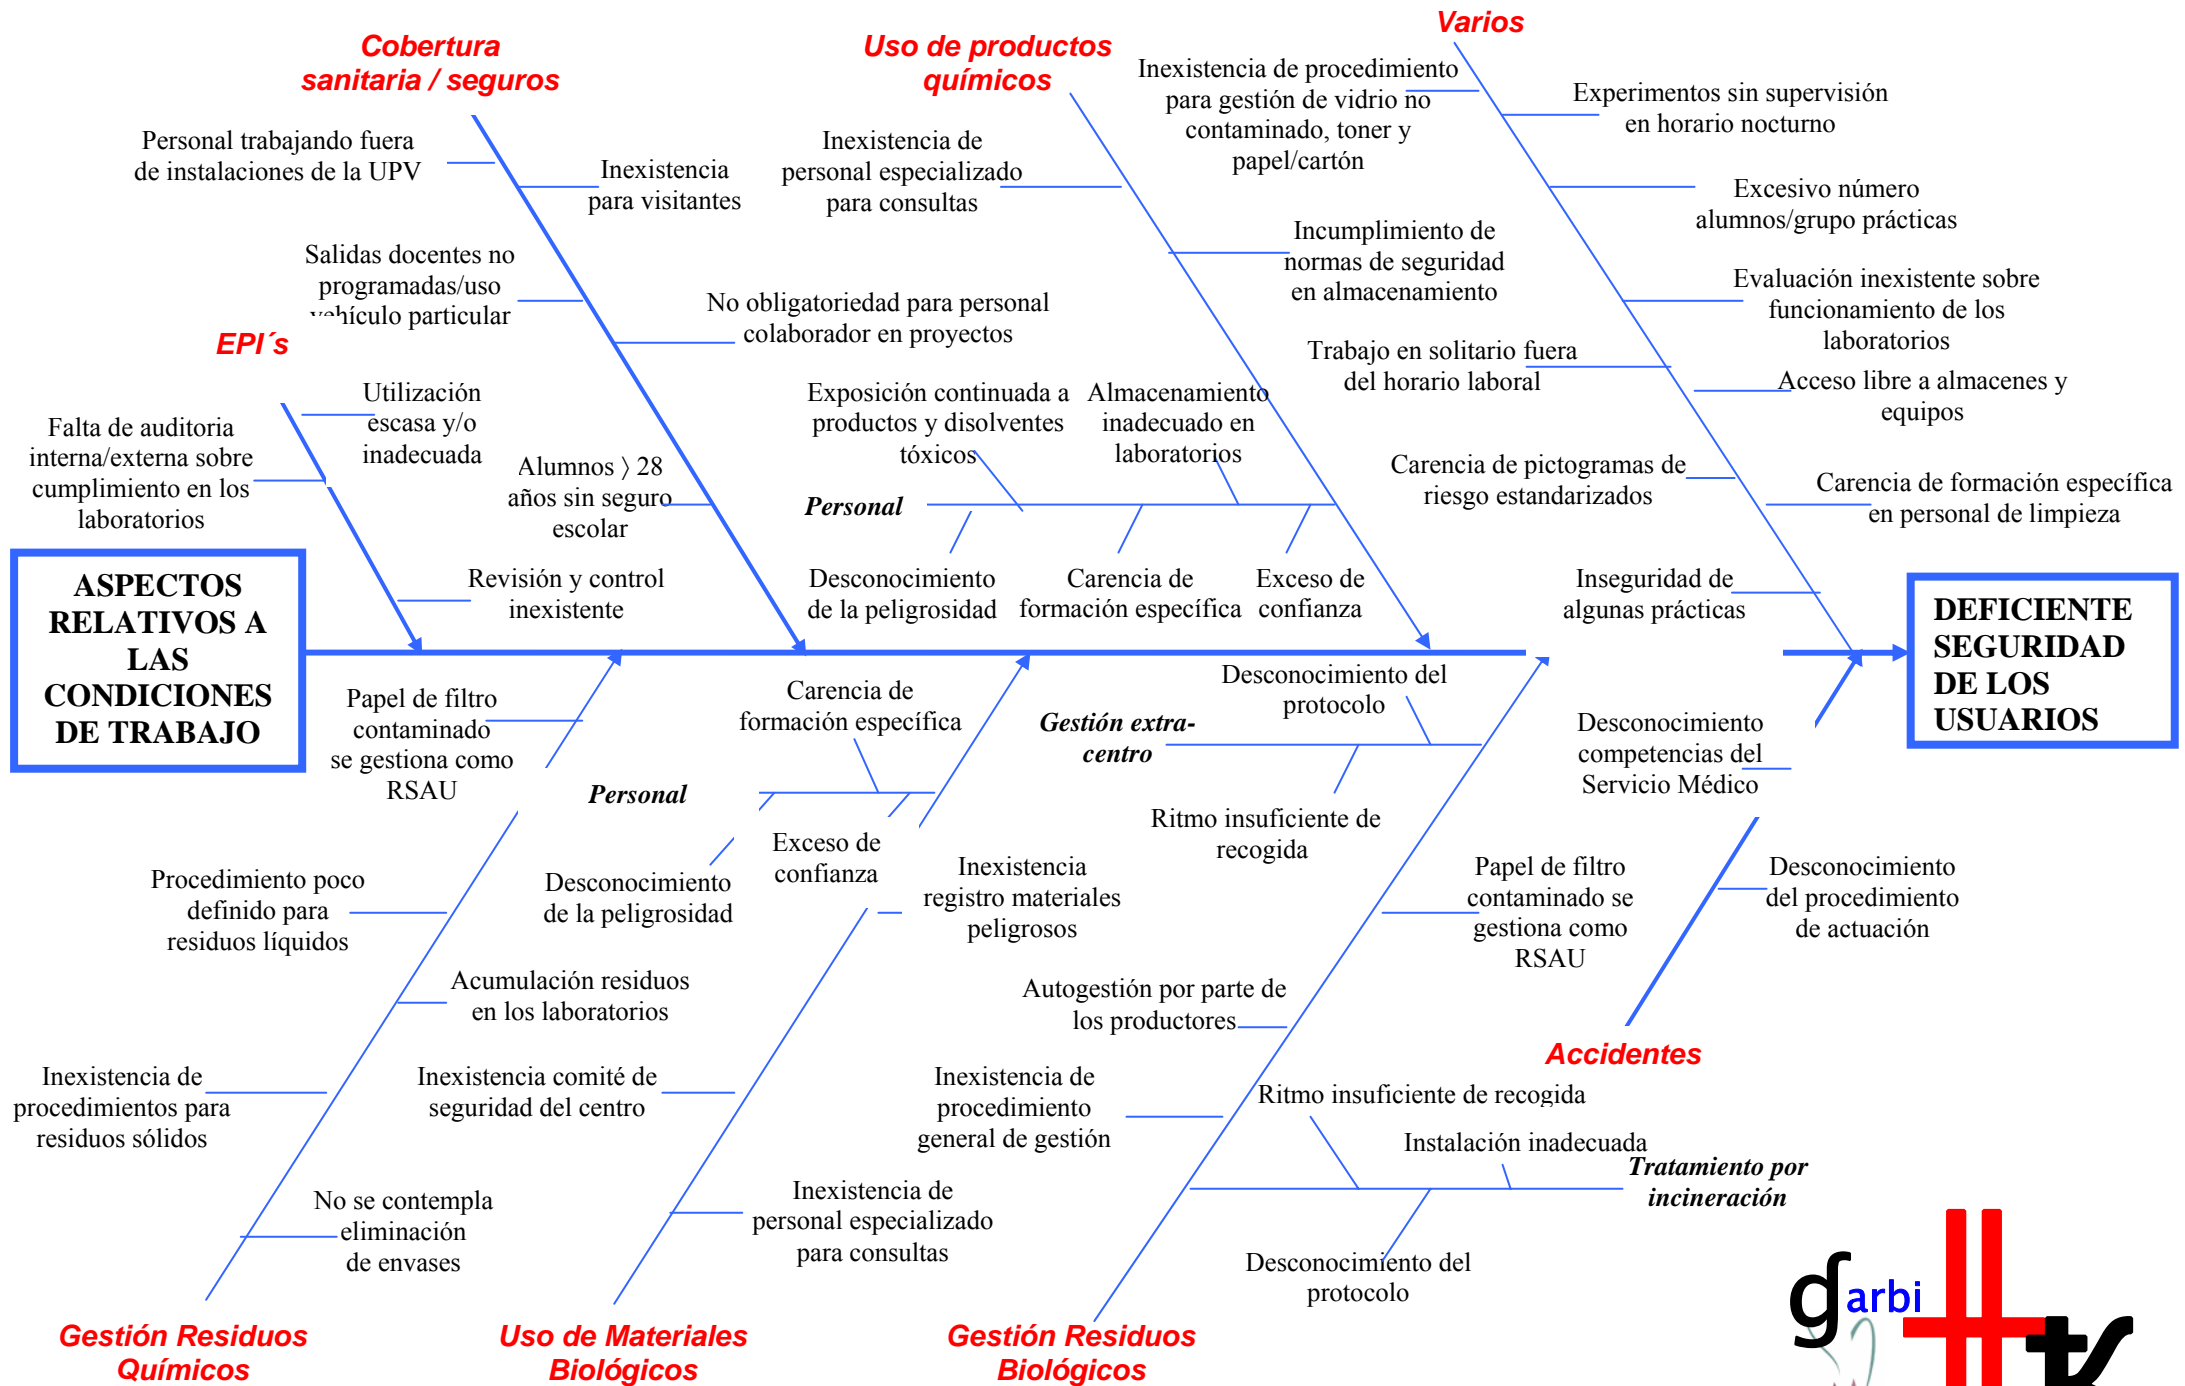 Varios
Cobertura
sanitaria / seguros
Uso de productos
químicos
Inexistencia de procedimiento
para gestión de vidrio no
contaminado, toner y
papel/cartón
Experimentos sin supervisión
en horario nocturno
Personal trabajando fuera
de instalaciones de la UPV
Inexistencia
para visitantes
Inexistencia de
personal especializado
para consultas
Excesivo número
alumnos/grupo prácticas
Salidas docentes no
programadas/uso
vehículo particular
Incumplimiento de
normas de seguridad
en almacenamiento
No obligatoriedad para personal
colaborador en proyectos
Evaluación inexistente sobre
funcionamiento de los
laboratorios
EPI´s
Trabajo en solitario fuera
del horario laboral
Utilización
escasa y/o
inadecuada
Exposición continuada a
productos y disolventes
tóxicos
Almacenamiento
inadecuado en
laboratorios
Acceso libre a almacenes y
equipos
Falta de auditoria
interna/externa sobre
cumplimiento en los
laboratorios
Alumnos 〉 28
años sin seguro
escolar
Personal
Carencia de pictogramas de
riesgo estandarizados
Carencia de formación específica
en personal de limpieza
Revisión y control
inexistente
Desconocimiento
de la peligrosidad
Carencia de
formación específica
Exceso de
confianza
Inseguridad de
algunas prácticas
ASPECTOS
RELATIVOS A
LAS
CONDICIONES
DE TRABAJO
DEFICIENTE
SEGURIDAD
DE LOS
USUARIOS
Papel de filtro
contaminado
se gestiona como
RSAU
Carencia de
formación específica
Desconocimiento del
protocolo
Gestión extra-
centro
Desconocimiento
competencias del
Servicio Médico
Personal
Exceso de
confianza
Ritmo insuficiente de
recogida
Procedimiento poco
definido para
residuos líquidos
Desconocimiento
de la peligrosidad
Inexistencia
registro materiales
peligrosos
Papel de filtro
contaminado se
gestiona como
RSAU
Desconocimiento
del procedimiento
de actuación
Acumulación residuos
en los laboratorios
Autogestión por parte de
los productores
Accidentes
Inexistencia de
procedimientos para
residuos sólidos
Inexistencia comité de
seguridad del centro
Inexistencia de
procedimiento
general de gestión
Ritmo insuficiente de recogida
Instalación inadecuada
Tratamiento por
incineración
No se contempla
eliminación
de envases
Inexistencia de
personal especializado
para consultas
Desconocimiento del
protocolo
Gestión Residuos
Químicos
Uso de Materiales
Biológicos
Gestión Residuos
Biológicos
garbi